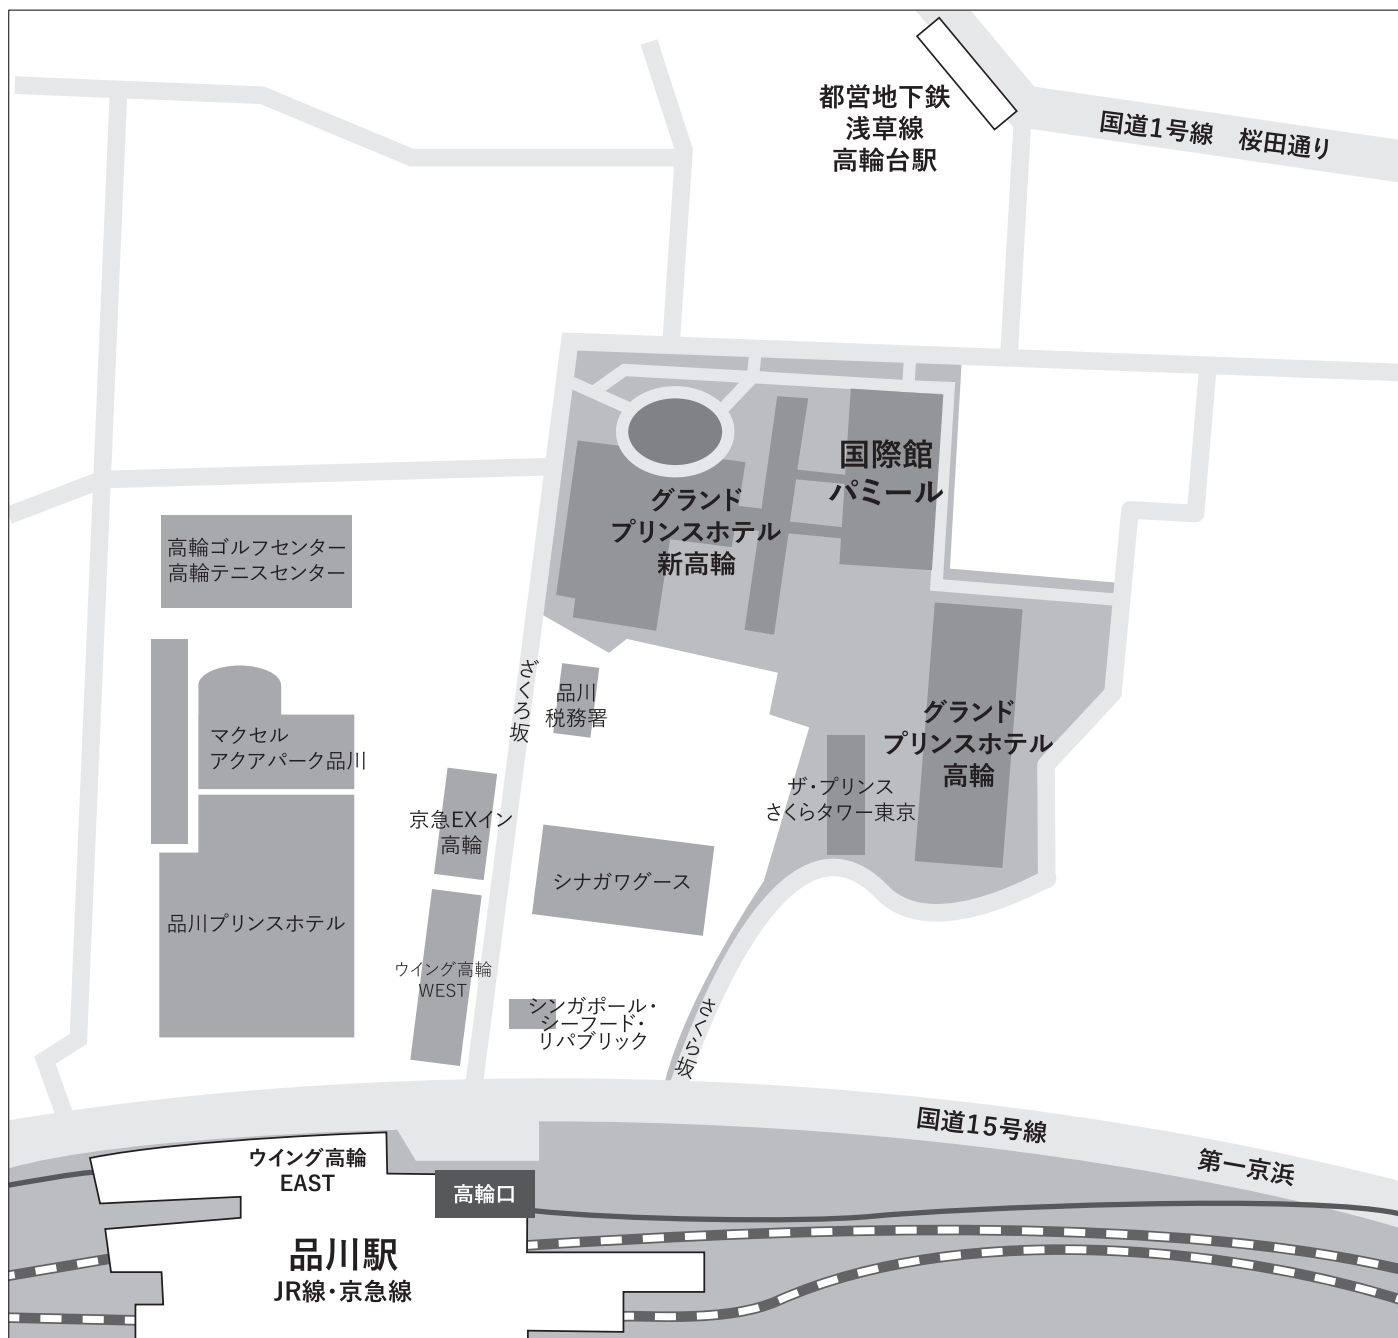 都営地下鉄
浅草線
高輪台駅
国道1号線　桜田通り
国際館
パミール
グランド
プリンスホテル
新高輪
高輪ゴルフセンター
高輪テニスセンター
ざくろ坂
品川
税務署
マクセル
アクアパーク品川
グランド
プリンスホテル
高輪
ザ・プリンス
さくらタワー東京
京急EXイン
高輪
シナガワグース
品川プリンスホテル
ウイング高輪
WEST
シンガポール・
シーフード・
リパブリック
さくら坂
国道15号線
第一京浜
ウイング高輪
EAST
高輪口
品川駅
JR線・京急線